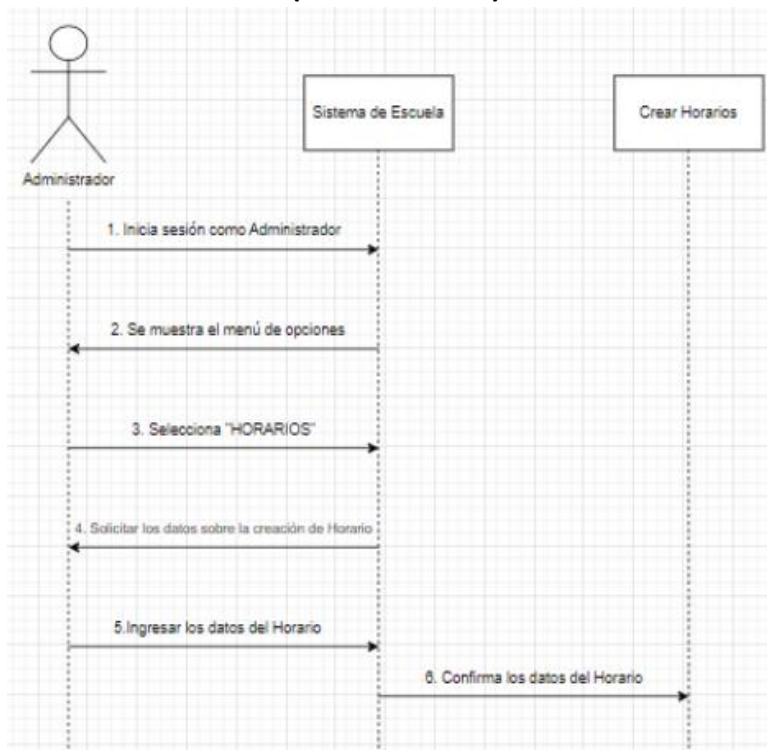 Sistema de Escuela
Crear Horarios
Administrador
1. Inicia sesión como Administrador
2. Se muestra el menú de opciones
3. Selecciona "HORARIOS"
4. Solicitar los datos sobre la creación de Horario
5.Ingresar los datos del Horario
6. Confirma los datos del Horario